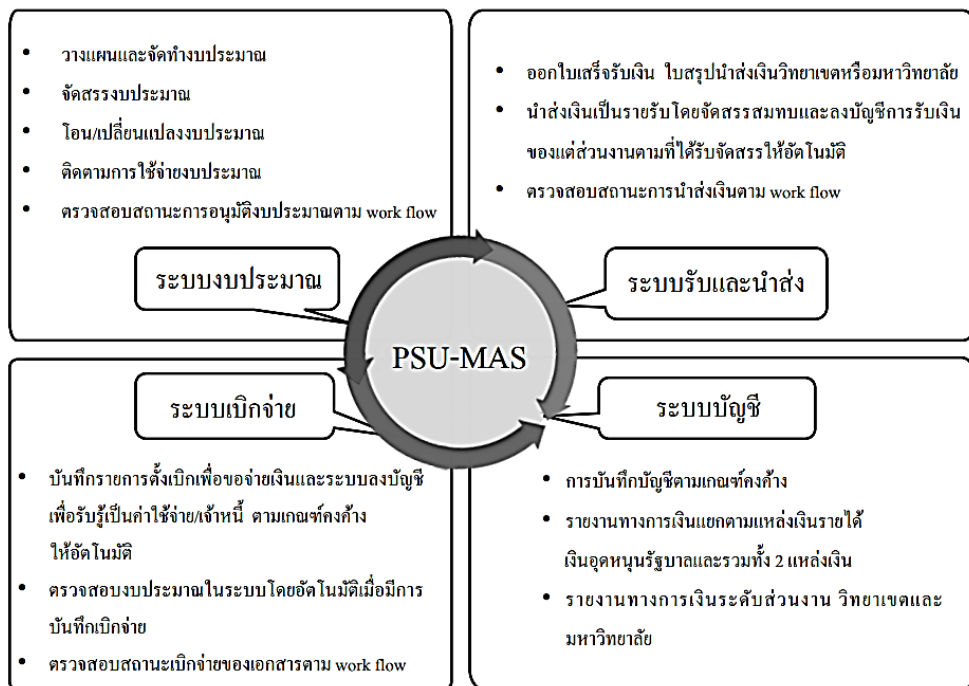 • วางแผนและจัดทำงบประมาณ
• จัดสรรงบประมาณ
• โอน/เปลี่ยนแปลงงบประมาณ
• ติดตามการใช้จ่ายงบประมาณ
• ตรวจสอบสถานะการอนุมัติงบประมาณตาม work flow
ระบบงบประมาณ
• ออกใบเสร็จรับเงิน ใบสรุปนำส่งเงินวิทยาเขตหรือมหาวิทยาลัย
• นำส่งเงินเป็นรายรับโดยจัดสรรสมทบและลงบัญชีการรับเงิน
ของแต่ส่วนงานตามที่ได้รับจัดสรรให้อัตโนมัติ
• ตรวจสอบสถานะการนำส่งเงินตาม work flow
ระบบรับและนำส่ง
PSU-MAS
ระบบเบิกจ่าย
• บันทึกรายการตั้งเบิกเพื่อขอจ่ายเงินและระบบลงบัญชี
เพื่อรับรู้เป็นค่าใช้จ่าย/เจ้าหนี้ ตามเกณฑ์คงค้าง
ให้อัตโนมัติ
• ตรวจสอบงบประมาณในระบบโดยอัตโนมัติเมื่อมีการ
บันทึกเบิกจ่าย
• ตรวจสอบสถานะเบิกจ่ายของเอกสารตาม work flow
ระบบบัญชี
• การบันทึกบัญชีตามเกณฑ์คงค้าง
• รายงานทางการเงินแยกตามแหล่งเงินรายได้
เงินอุดหนุนรัฐบาลและรวมทั้ง 2 แหล่งเงิน
• รายงานทางการเงินระดับส่วนงาน วิทยาเขตและ
มหาวิทยาลัย